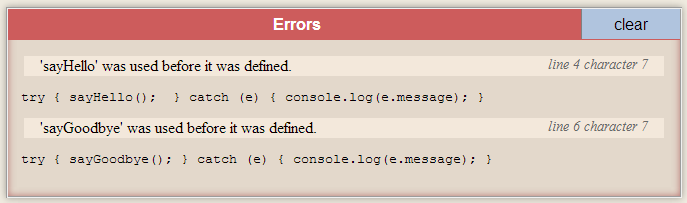 Errors clear
'sayHello' was used before it was defined. line 4 character 7
try { sayHello();  } catch (e) { console.log(e.message); }
'sayGoodbye' was used before it was defined. line 6 character 7
try { sayGoodbye(); } catch (e) { console.log(e.message); }